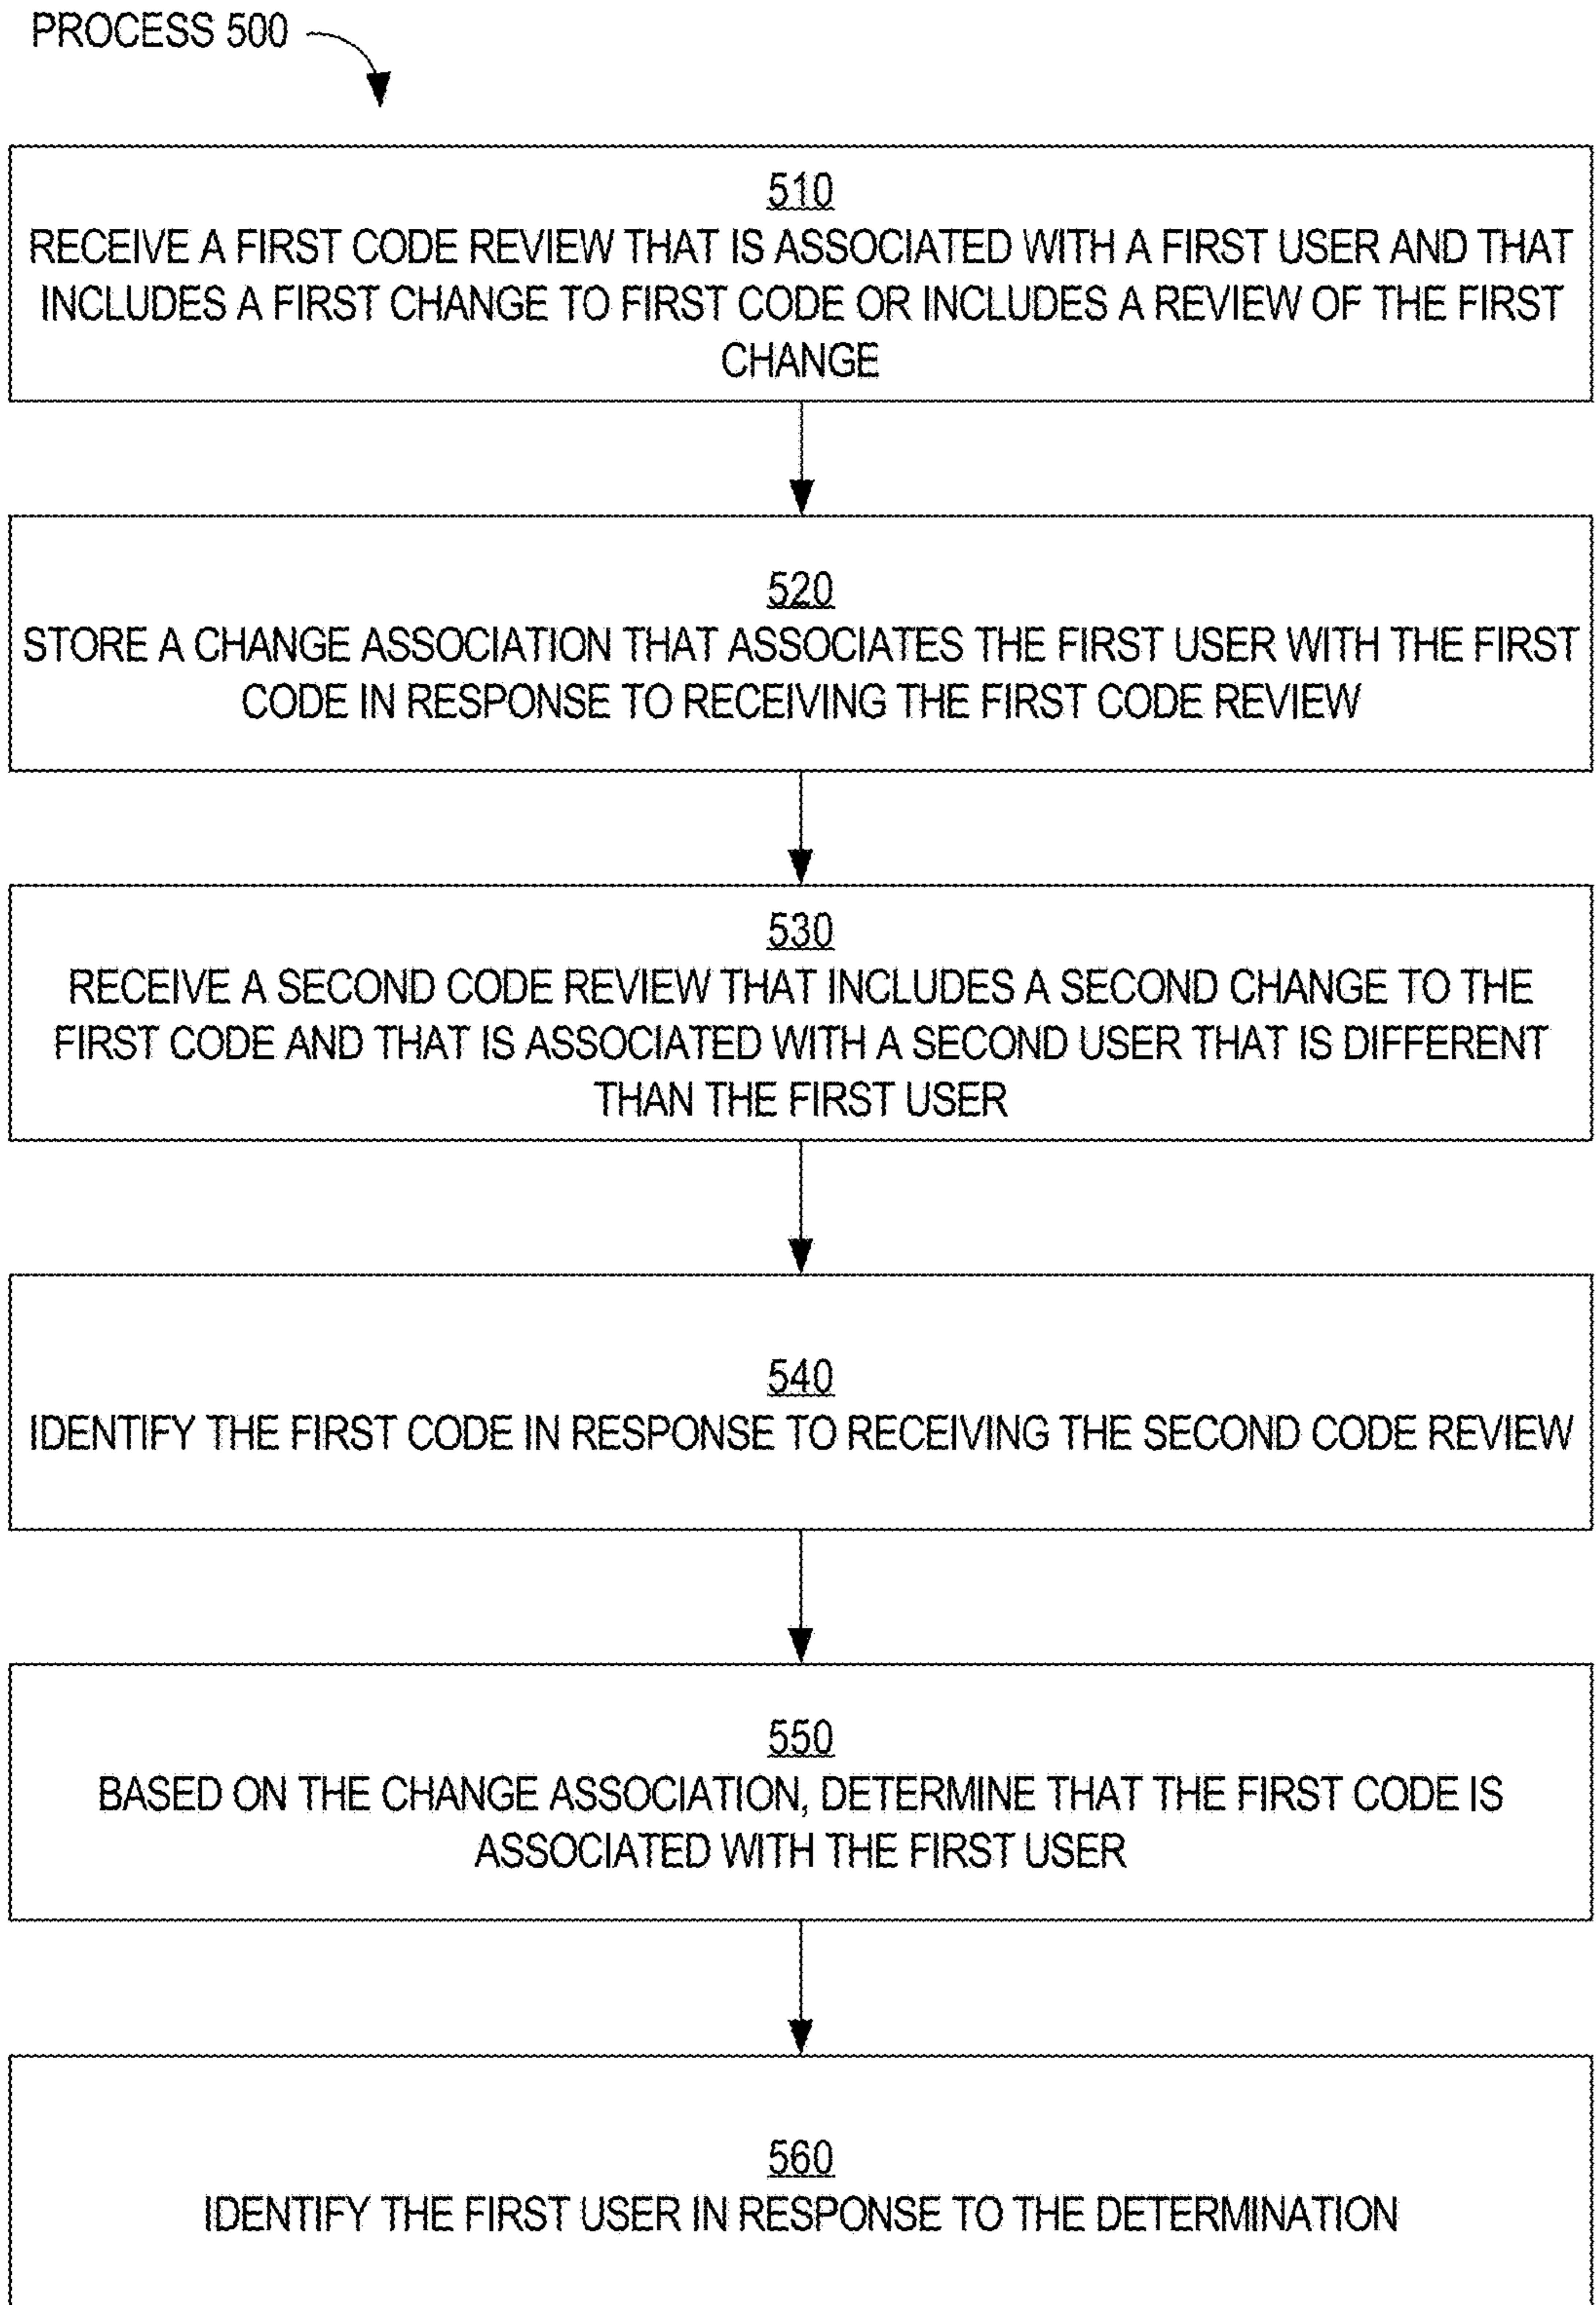 PROCESS 500
510
RECEIVE A FIRST CODE REVIEW THAT IS ASSOCIATED WITH A FIRST USER AND THAT
INCLUDES A FIRST CHANGE TO FIRST CODE OR INCLUDES A REVIEW OF THE FIRST
CHANGE
520
STORE A CHANGE ASSOCIATION THAT ASSOCIATES THE FIRST USER WITH THE FIRST
CODE IN RESPONSE TO RECEIVING THE FIRST CODE REVIEW
530
RECEIVE A SECOND CODE REVIEW THAT INCLUDES A SECOND CHANGE TO THE
FIRST CODE AND THAT IS ASSOCIATED WITH A SECOND USER THAT IS DIFFERENT
THAN THE FIRST USER
540
IDENTIFY THE FIRST CODE IN RESPONSE TO RECEIVING THE SECOND CODE REVIEW
550
BASED ON THE CHANGE ASSOCIATION, DETERMINE THAT THE FIRST CODE IS
ASSOCIATED WITH THE FIRST USER
560
IDENTIFY THE FIRST USER IN RESPONSE TO THE DETERMINATION